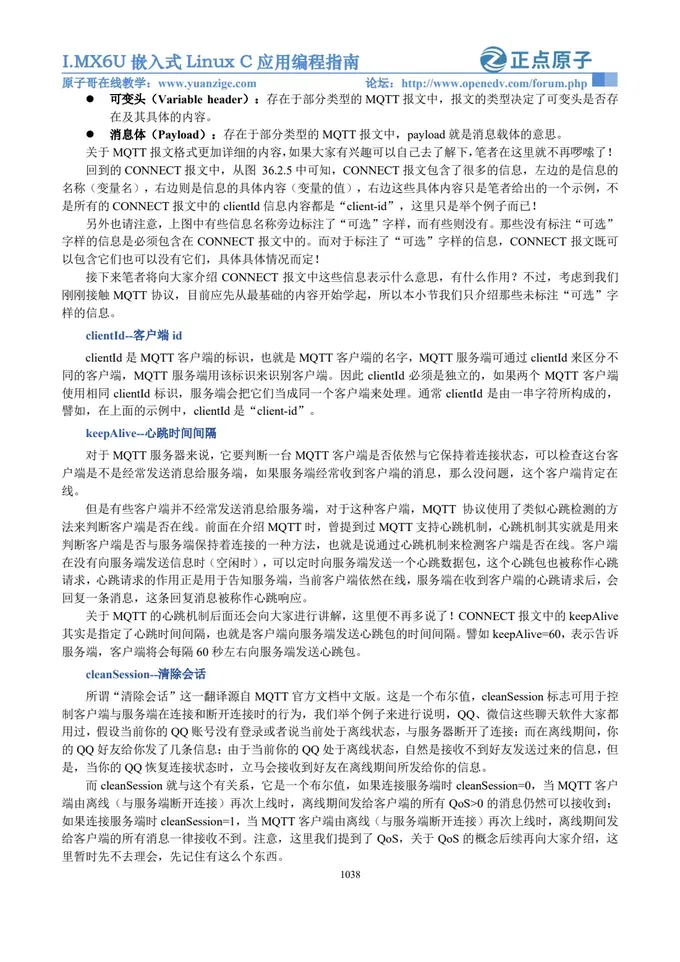 I.MX6U 嵌入式 Linux C 应用编程指南
正点原子
原子哥在线教学：www.yuanzige.com 论坛：http://www.openedv.com/forum.php
● 可变头（Variable header）：存在于部分类型的 MQTT 报文中，报文的类型决定了可变头是否存
在及其具体的内容。
● 消息体（Payload）：存在于部分类型的 MQTT 报文中，payload 就是消息载体的意思。
关于 MQTT 报文格式更加详细的内容，如果大家有兴趣可以自己去了解下，笔者在这里就不再啰嗦了！
回到的 CONNECT 报文中，从图 36.2.5 中可知，CONNECT 报文包含了很多的信息，左边的是信息的
名称（变量名），右边则是信息的具体内容（变量的值），右边这些具体内容只是笔者给出的一个示例，不
是所有的 CONNECT 报文中的 clientId 信息内容都是“client-id”，这里只是举个例子而已！
另外也请注意，上图中有些信息名称旁边标注了“可选”字样，而有些则没有。那些没有标注“可选”
字样的信息是必须包含在 CONNECT 报文中的。而对于标注了“可选”字样的信息，CONNECT 报文既可
以包含它们也可以没有它们，具体具体情况而定！
接下来笔者将向大家介绍 CONNECT 报文中这些信息表示什么意思，有什么作用？不过，考虑到我们
刚刚接触 MQTT 协议，目前应先从最基础的内容开始学起，所以本小节我们只介绍那些未标注“可选”字
样的信息。
clientId--客户端 id
clientId 是 MQTT 客户端的标识，也就是 MQTT 客户端的名字，MQTT 服务端可通过 clientId 来区分不
同的客户端，MQTT 服务端用该标识来识别客户端。因此 clientId 必须是独立的，如果两个 MQTT 客户端
使用相同 clientId 标识，服务端会把它们当成同一个客户端来处理。通常 clientId 是由一串字符所构成的，
譬如，在上面的示例中，clientId 是“client-id”。
keepAlive--心跳时间间隔
对于 MQTT 服务器来说，它要判断一台 MQTT 客户端是否依然与它保持着连接状态，可以检查这台客
户端是不是经常发送消息给服务端，如果服务端经常收到客户端的消息，那么没问题，这个客户端肯定在
线。
但是有些客户端并不经常发送消息给服务端，对于这种客户端，MQTT 协议使用了类似心跳检测的方
法来判断客户端是否在线。前面在介绍 MQTT 时，曾提到过 MQTT 支持心跳机制，心跳机制其实就是用来
判断客户端是否与服务端保持着连接的一种方法，也就是说通过心跳机制来检测客户端是否在线。客户端
在没有向服务端发送信息时（空闲时），可以定时向服务端发送一个心跳数据包，这个心跳包也被称作心跳
请求，心跳请求的作用正是用于告知服务端，当前客户端依然在线，服务端在收到客户端的心跳请求后，会
回复一条消息，这条回复消息被称作心跳响应。
关于 MQTT 的心跳机制后面还会向大家进行讲解，这里便不再多说了！CONNECT 报文中的 keepAlive
其实是指定了心跳时间间隔，也就是客户端向服务端发送心跳包的时间间隔。譬如 keepAlive=60，表示告诉
服务端，客户端将会每隔 60 秒左右向服务端发送心跳包。
cleanSession--清除会话
所谓“清除会话”这一翻译源自 MQTT 官方文档中文版。这是一个布尔值，cleanSession 标志可用于控
制客户端与服务端在连接和断开连接时的行为，我们举个例子来进行说明，QQ、微信这些聊天软件大家都
用过，假设当前你的 QQ 账号没有登录或者说当前处于离线状态，与服务器断开了连接；而在离线期间，你
的 QQ 好友给你发了几条信息；由于当前你的 QQ 处于离线状态，自然是接收不到好友发送过来的信息，但
是，当你的 QQ 恢复连接状态时，立马会接收到好友在离线期间所发给你的信息。
而 cleanSession 就与这个有关系，它是一个布尔值，如果连接服务端时 cleanSession=0，当 MQTT 客户
端由离线（与服务端断开连接）再次上线时，离线期间发给客户端的所有 QoS>0 的消息仍然可以接收到；
如果连接服务端时 cleanSession=1，当 MQTT 客户端由离线（与服务端断开连接）再次上线时，离线期间发
给客户端的所有消息一律接收不到。注意，这里我们提到了 QoS，关于 QoS 的概念后续再向大家介绍，这
里暂时先不去理会，先记住有这么个东西。
1038